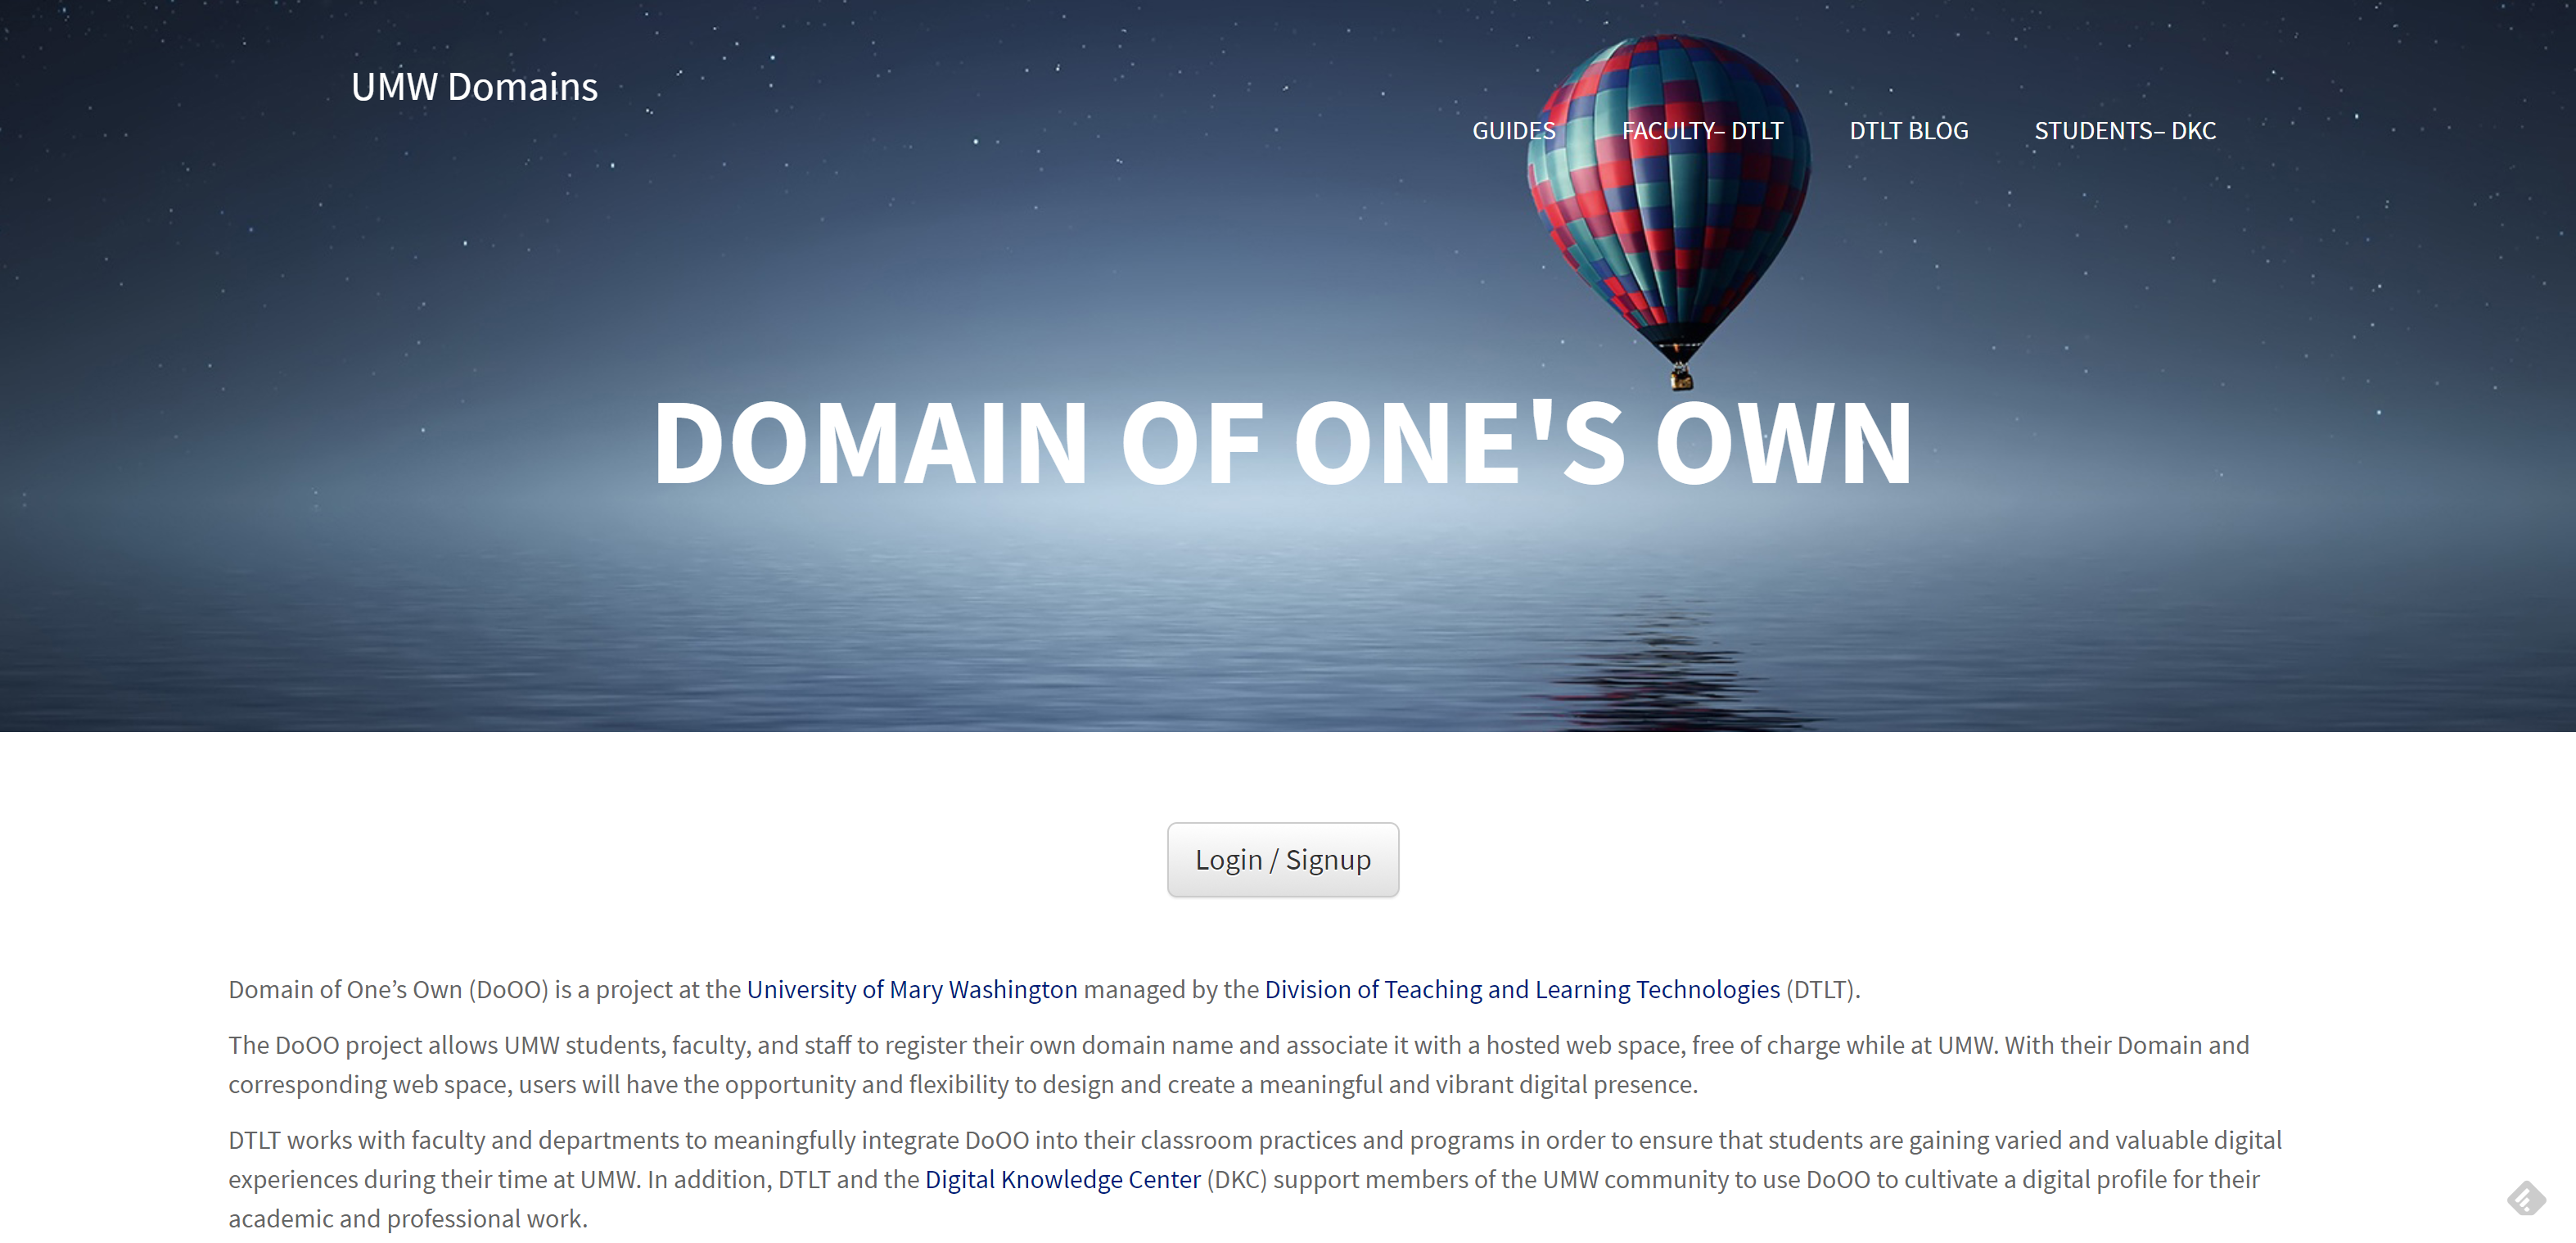 UMW Domains
GUIDES FACULTY– DTLT DTLT BLOG STUDENTS– DKC
DOMAIN OF ONE'S OWN
Login / Signup
Domain of One’s Own (DoOO) is a project at the University of Mary Washington managed by the Division of Teaching and Learning Technologies (DTLT).
The DoOO project allows UMW students, faculty, and staff to register their own domain name and associate it with a hosted web space, free of charge while at UMW. With their Domain and
corresponding web space, users will have the opportunity and flexibility to design and create a meaningful and vibrant digital presence.
DTLT works with faculty and departments to meaningfully integrate DoOO into their classroom practices and programs in order to ensure that students are gaining varied and valuable digital
experiences during their time at UMW. In addition, DTLT and the Digital Knowledge Center (DKC) support members of the UMW community to use DoOO to cultivate a digital profile for their
academic and professional work.